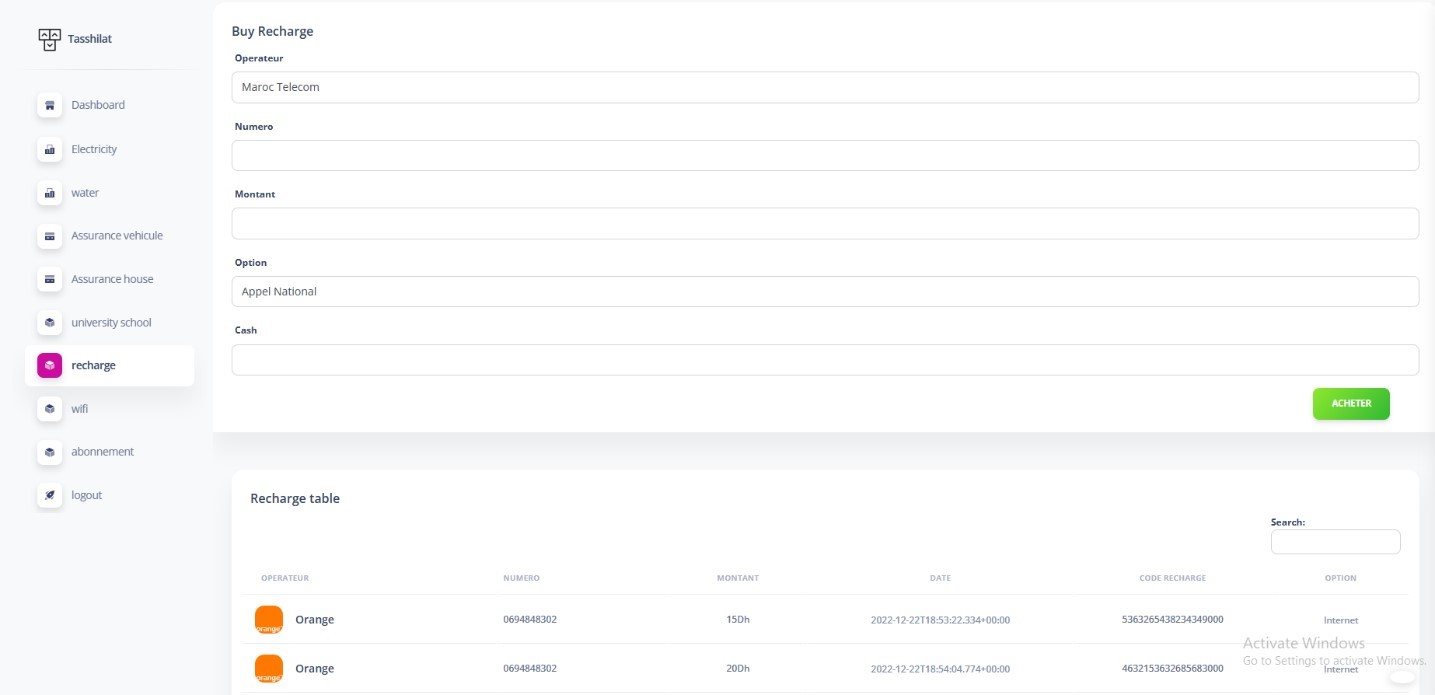 Tasshilat
Dashboard
Electricity
water
Assurance vehicule
Assurance house
university school
recharge
wifi
abonnement
logout
Buy Recharge
Operateur
Maroc Telecom
Numero
Montant
Option
Appel National
Cash
ACHETER
Recharge table
Search:
OPERATEUR NUMERO MONTANT DATE CODE RECHARGE OPTION
orange Orange 0694848302 15Dh 2022-12-22T18:53:22.334+00:00 5363265438234349000 Internet
orange Orange 0694848302 20Dh 2022-12-22T18:54:04.774+00:00 4632153632685683000 Internet
Activate Windows
Go to Settings to activate Windows.